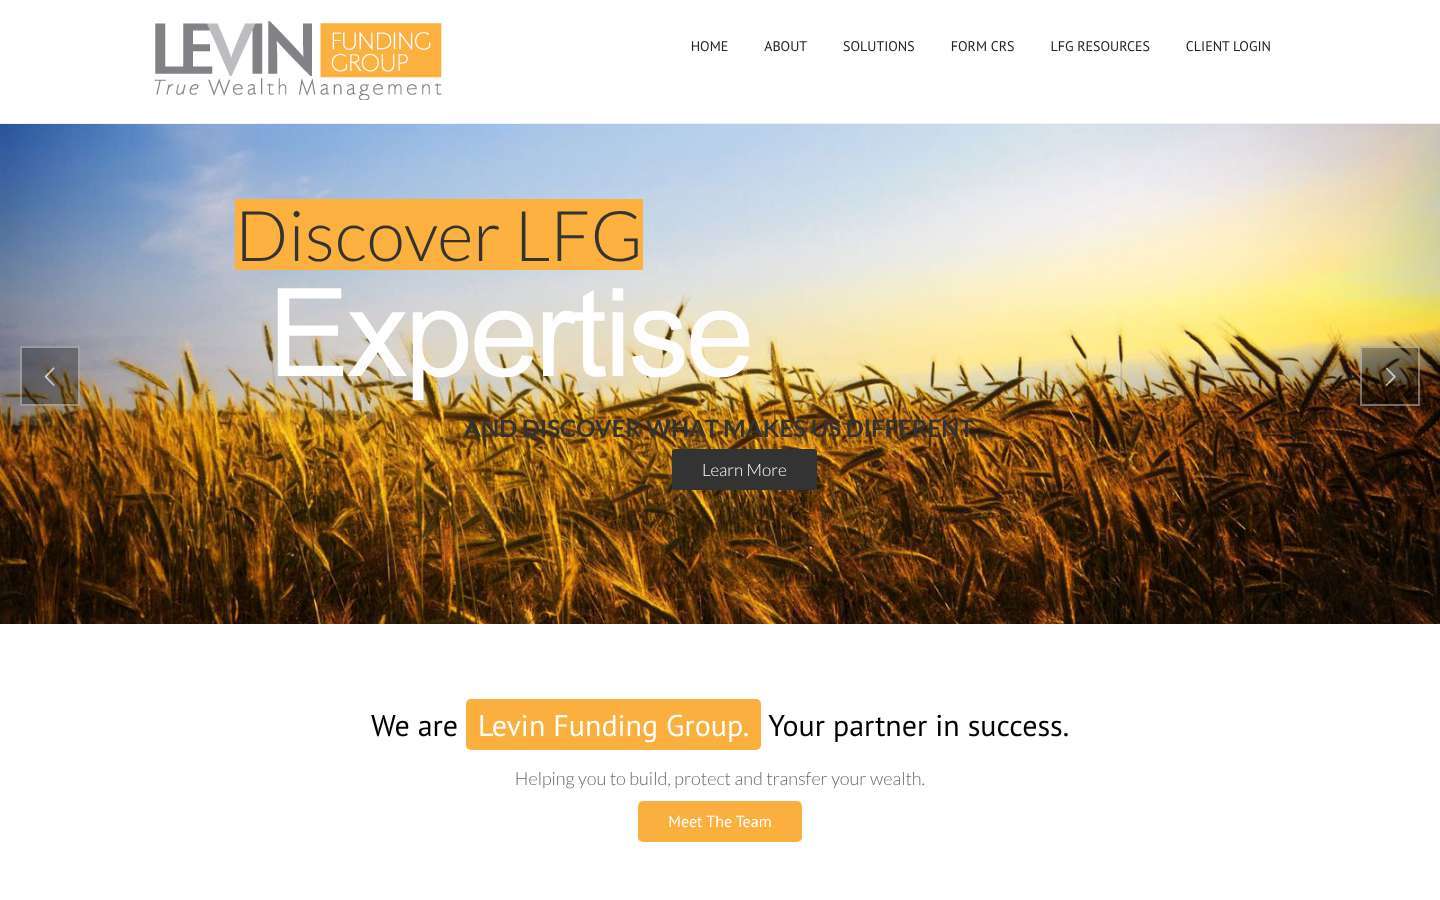 LEVIN FUNDING GROUP
True Wealth Management
HOME ABOUT SOLUTIONS FORM CRS LFG RESOURCES CLIENT LOGIN
Discover LFG
Expertise
AND DISCOVER WHAT MAKES US DIFFERENT
Learn More
We are Levin Funding Group. Your partner in success.
Helping you to build, protect and transfer your wealth.
Meet The Team